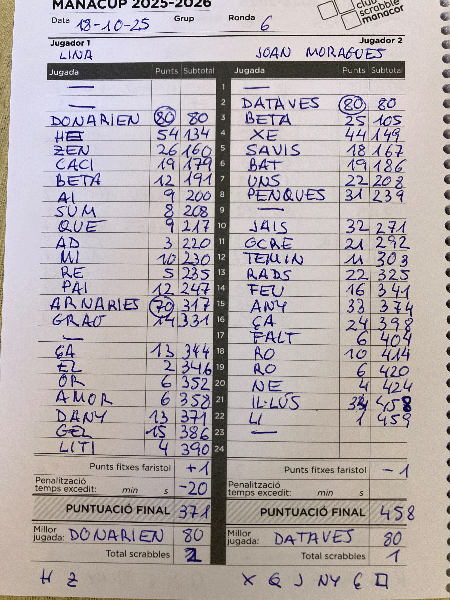 MANACUP 2025-2026
club
scrabble
manacor
Data 18-10-25 Grup Ronda 6
Jugador 1 Jugador 2
LINA JOAN MORAGUES
Jugada Punts Subtotal Jugada Punts Subtotal
— 1 —
— 2 DATAVES 80 80
DONARIEN 80 80 3 BETA 25 105
HE 54 134 4 XE 44 149
ZEN 26 160 5 SAVIS 18 167
CACI 19 179 6 BAT 19 186
BETA 12 191 7 UNS 22 208
AI 9 200 8 PENQUES 31 239
SUM 8 208 9 —
QUE 9 217 10 JAIS 32 271
AD 3 220 11 OCRE 21 292
MI 10 230 12 TEMIN 11 303
RE 5 235 13 RADS 22 325
PAI 12 247 14 FEU 16 341
ARNARIES 70 317 15 ANY 33 374
GRAO 14 331 16 ÇA 24 398
— 17 FALT 6 404
ÇA 13 344 18 RO 10 414
EL 2 346 19 RO 6 420
OR 6 352 20 NE 4 424
AMOR 6 358 21 IL·LÚS 34 458
DANY 13 371 22 LI 1 459
GEL 15 386 23 —
LITI 4 390 24
Punts fitxes faristol +1 Punts fitxes faristol -1
Penalització
temps excedit: min s -20 Penalització
temps excedit: min s
PUNTUACIÓ FINAL 371 PUNTUACIÓ FINAL 458
Millor
jugada: DONARIEN 80 Millor
jugada: DATAVES 80
Total scrabbles 2 Total scrabbles 1
H Z X Q J NY Ç